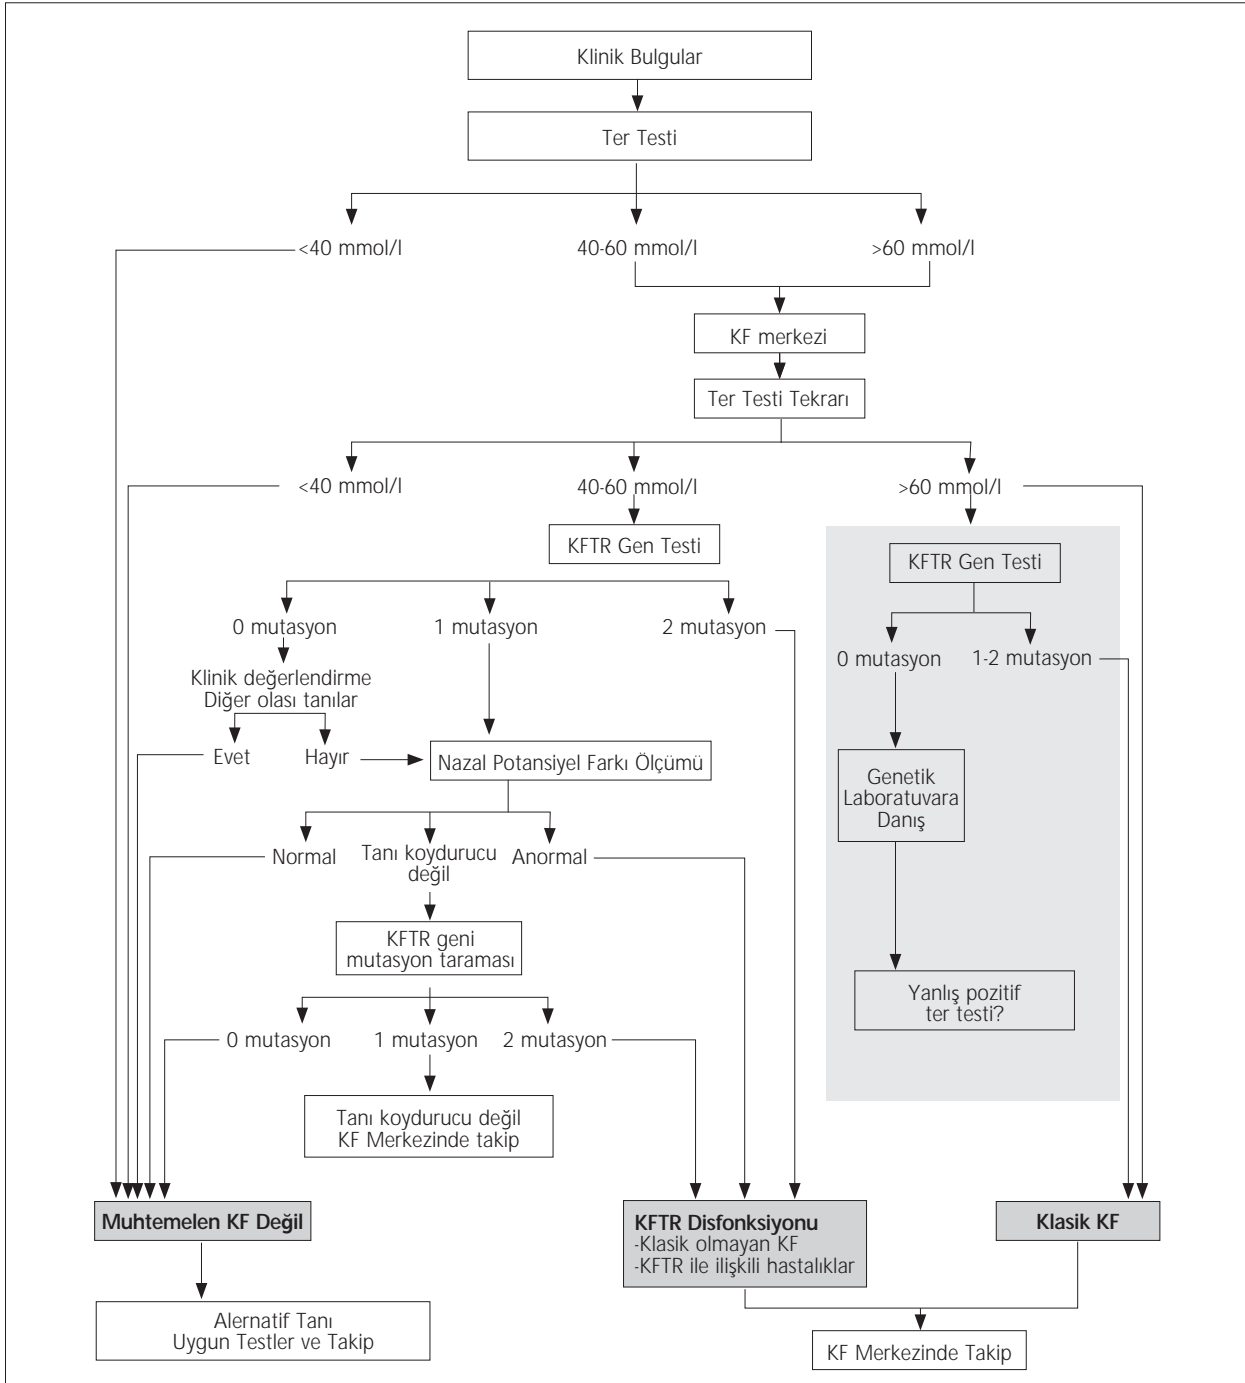 Klinik Bulgular
Ter Testi
<40 mmol/l
40-60 mmol/l
>60 mmol/l
KF merkezi
Ter Testi Tekrarı
<40 mmol/l
40-60 mmol/l
>60 mmol/l
KFTR Gen Testi
KFTR Gen Testi
0 mutasyon
1 mutasyon
2 mutasyon
0 mutasyon
1-2 mutasyon
Klinik değerlendirme
Diğer olası tanılar
Evet
Hayır
Nazal Potansiyel Farkı Ölçümü
Genetik
Laboratuvara
Danış
Normal
Tanı koydurucu
değil
Anormal
KFTR geni
mutasyon taraması
Yanlış pozitif
ter testi?
0 mutasyon
1 mutasyon
2 mutasyon
Tanı koydurucu değil
KF Merkezinde takip
Muhtemelen KF Değil
KFTR Disfonksiyonu
-Klasik olmayan KF
-KFTR ile ilişkili hastalıklar
Klasik KF
Alernatif Tanı
Uygun Testler ve Takip
KF Merkezinde Takip